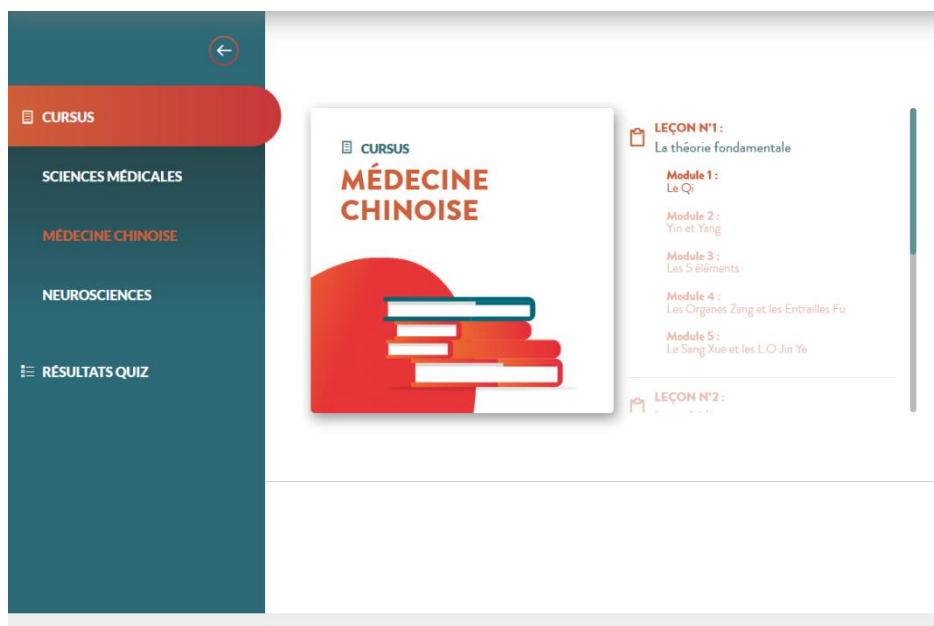 CURSUS
SCIENCES MÉDICALES
MÉDECINE CHINOISE
NEUROSCIENCES
RÉSULTATS QUIZ
CURSUS
MÉDECINE
CHINOISE
LEÇON N°1 :
La théorie fondamentale
Module 1 :
Le Qi
Module 2 :
Yin et Yang
Module 3 :
Les 5 éléments
Module 4 :
Les Organes Zang et les Entrailles Fu
Module 5 :
Le Sang Xue et les L.O Jin Ye
LEÇON N°2 :